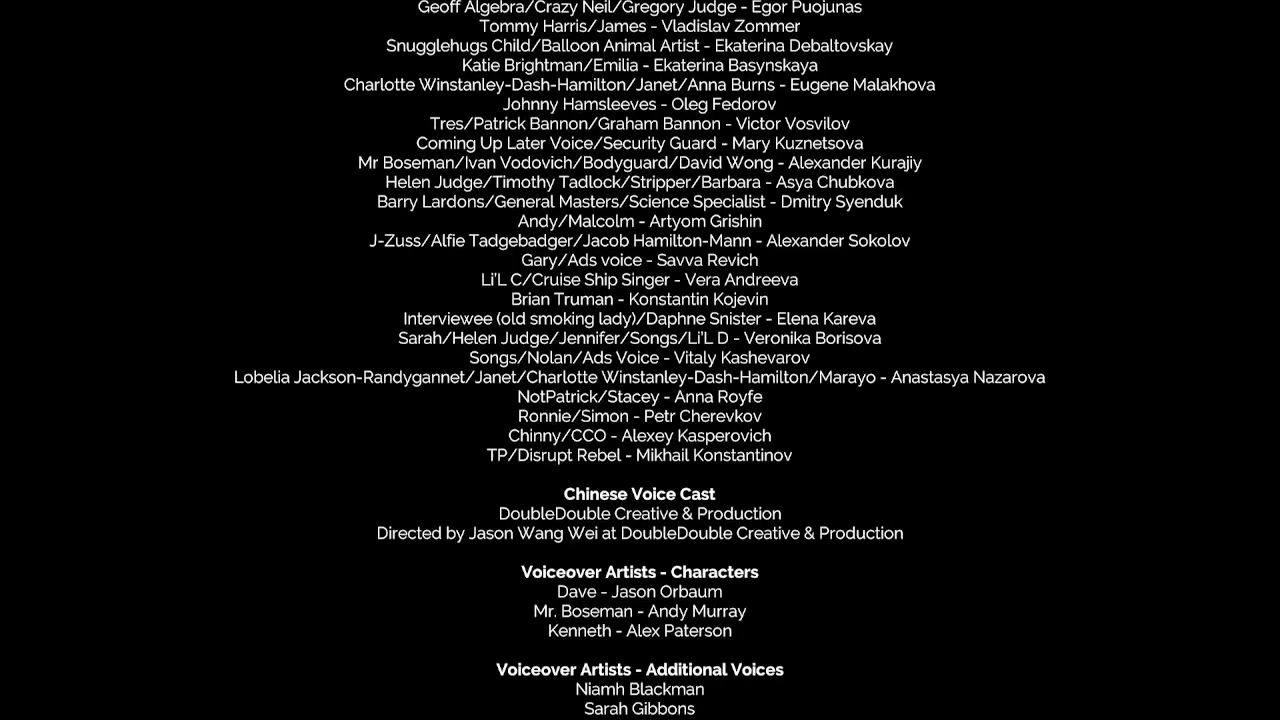 Geoff Algebra/Crazy Neil/Gregory Judge - Egor Puojunas
Tommy Harris/James - Vladislav Zommer
Snugglehugs Child/Balloon Animal Artist - Ekaterina Debaltovskay
Katie Brightman/Emilia - Ekaterina Basynskaya
Charlotte Winstanley-Dash-Hamilton/Janet/Anna Burns - Eugene Malakhova
Johnny Hamsleeves - Oleg Fedorov
Tres/Patrick Bannon/Graham Bannon - Victor Vosvilov
Coming Up Later Voice/Security Guard - Mary Kuznetsova
Mr Boseman/Ivan Vodovich/Bodyguard/David Wong - Alexander Kurajiy
Helen Judge/Timothy Tadlock/Stripper/Barbara - Asya Chubkova
Barry Lardons/General Masters/Science Specialist - Dmitry Syenduk
Andy/Malcolm - Artyom Grishin
J-Zuss/Alfie Tadgebadger/Jacob Hamilton-Mann - Alexander Sokolov
Gary/Ads voice - Savva Revich
Li'L C/Cruise Ship Singer - Vera Andreeva
Brian Truman - Konstantin Kojevin
Interviewee (old smoking lady)/Daphne Snister - Elena Kareva
Sarah/Helen Judge/Jennifer/Songs/Li'L D - Veronika Borisova
Songs/Nolan/Ads Voice - Vitaly Kashevarov
Lobelia Jackson-Randygannet/Janet/Charlotte Winstanley-Dash-Hamilton/Marayo - Anastasya Nazarova
NotPatrick/Stacey - Anna Royfe
Ronnie/Simon - Petr Cherevkov
Chinny/CCO - Alexey Kasperovich
TP/Disrupt Rebel - Mikhail Konstantinov
Chinese Voice Cast
DoubleDouble Creative & Production
Directed by Jason Wang Wei at DoubleDouble Creative & Production
Voiceover Artists - Characters
Dave - Jason Orbaum
Mr. Boseman - Andy Murray
Kenneth - Alex Paterson
Voiceover Artists - Additional Voices
Niamh Blackman
Sarah Gibbons